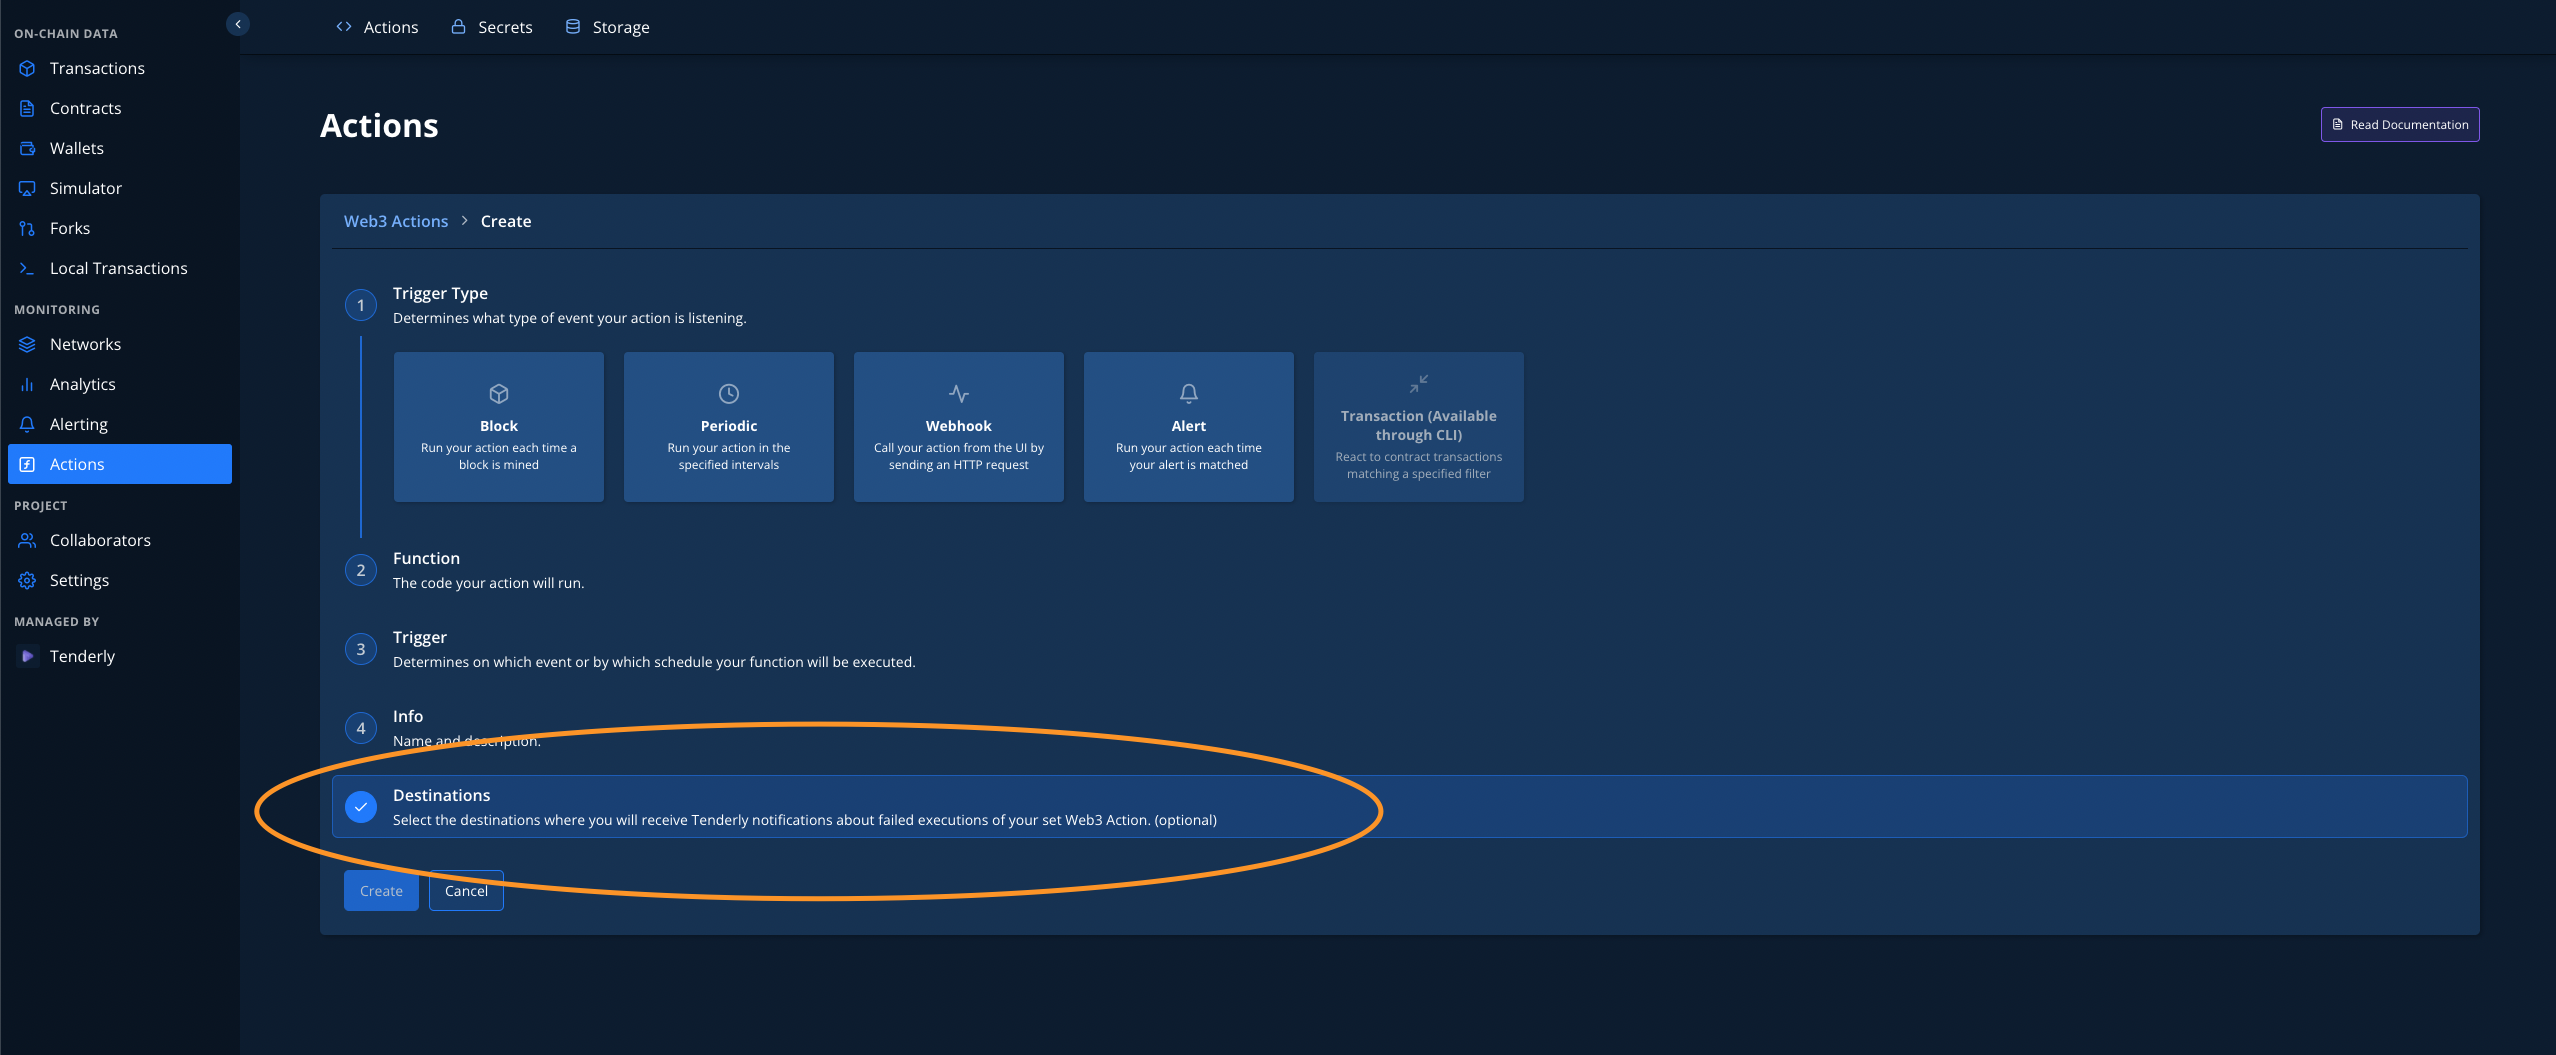 ON-CHAIN DATA
Transactions
Contracts
Wallets
Simulator
Forks
Local Transactions
MONITORING
Networks
Analytics
Alerting
Actions
PROJECT
Collaborators
Settings
MANAGED BY
Tenderly
Actions
Secrets
Storage
Actions
Read Documentation
Web3 Actions
Create
1
Trigger Type
Determines what type of event your action is listening.
Block
Run your action each time a
block is mined
Periodic
Run your action in the
specified intervals
Webhook
Call your action from the UI by
sending an HTTP request
Alert
Run your action each time
your alert is matched
Transaction (Available
through CLI)
React to contract transactions
matching a specified filter
2
Function
The code your action will run.
3
Trigger
Determines on which event or by which schedule your function will be executed.
4
Info
Name and description.
Destinations
Select the destinations where you will receive Tenderly notifications about failed executions of your set Web3 Action. (optional)
Create
Cancel